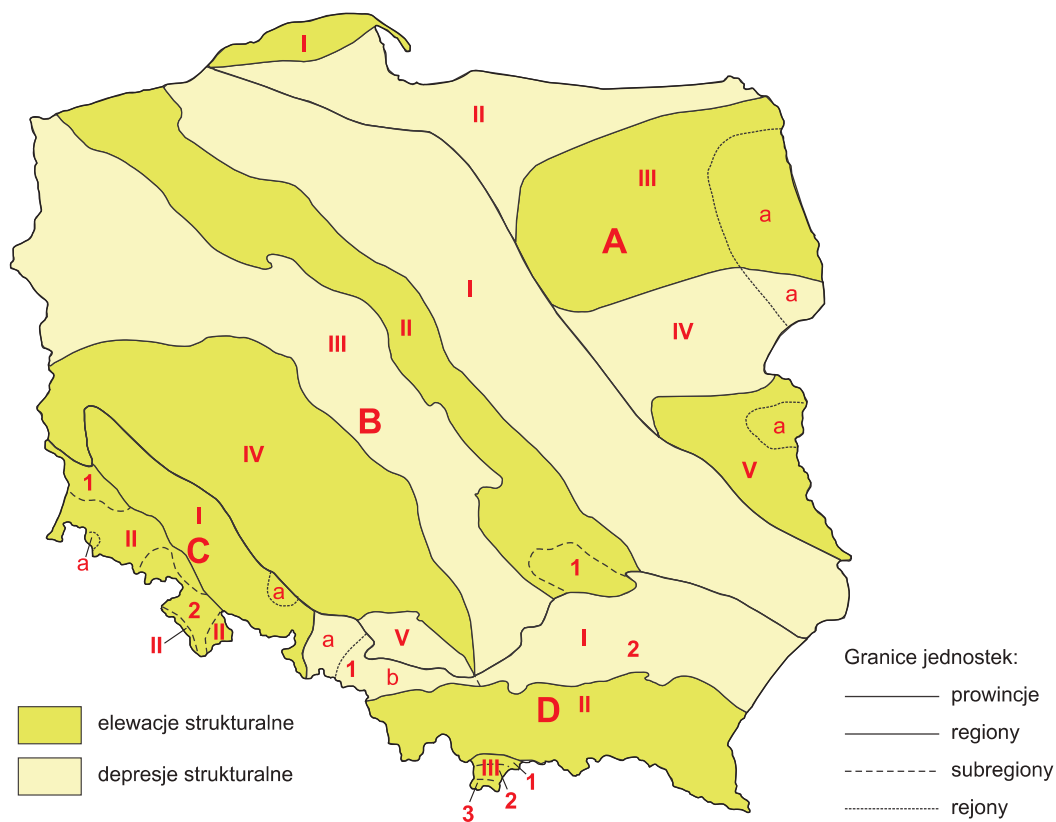 I
II
III
A
a
a
I
II
IV
III
B
a
IV
V
1
I
II
C
a
1
a
2
II
II
a
V
1
b
I
2
D
II
III
1
2
3
Granice jednostek:
prowincje
regiony
subregiony
rejony
elewacje strukturalne
depresje strukturalne